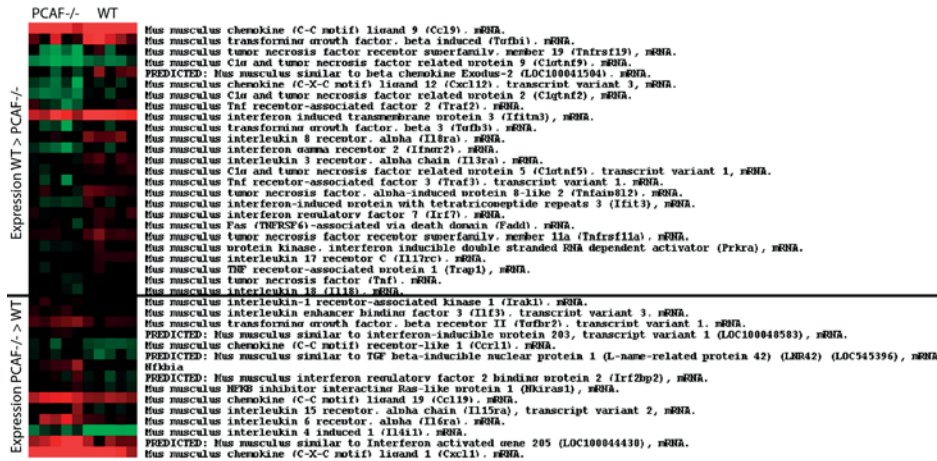 PCAF-/- WT
Expression WT > PCAF-/-
Mus musculus chemokine (C-C motif) ligand 9 (Ccl9). mRNA.
Mus musculus transforming growth factor. beta induced (Tgfbi). mRNA.
Mus musculus tumor necrosis factor receptor superfamily. member 19 (Tnfrsf19), mRNA.
Mus musculus C1q and tumor necrosis factor related protein 9 (C1qtnf9). mRNA.
PREDICTED: Mus musculus similar to beta chemokine Exodus-2 (LOC100041504). mRNA.
Mus musculus chemokine (C-X-C motif) ligand 12 (Cxcl12). transcript variant 3, mRNA.
Mus musculus C1q and tumor necrosis factor related protein 2 (C1qtnf2), mRNA.
Mus musculus Tnf receptor-associated factor 2 (Traf2). mRNA.
Mus musculus interferon induced transmembrane protein 3 (Ifitm3), mRNA.
Mus musculus transforming growth factor. beta 3 (Tgfb3). mRNA.
Mus musculus interleukin 8 receptor. alpha (Il8ra). mRNA.
Mus musculus interferon gamma receptor 2 (Ifngr2). mRNA.
Mus musculus interleukin 3 receptor. alpha chain (Il3ra). mRNA.
Mus musculus C1q and tumor necrosis factor related protein 5 (C1qtnf5). transcript variant 1, mRNA.
Mus musculus Tnf receptor-associated factor 3 (Traf3). transcript variant 1. mRNA.
Mus musculus tumor necrosis factor. alpha-induced protein 8-like 2 (Tnfaip8l2). mRNA.
Mus musculus interferon-induced protein with tetratricopeptide repeats 3 (Ifit3), mRNA.
Mus musculus interferon regulatory factor 7 (Irf7). mRNA.
Mus musculus Fas (TNFRSF6)-associated via death domain (Fadd). mRNA.
Mus musculus tumor necrosis factor receptor superfamily. member 11a (Tnfrsf11a). mRNA.
Mus musculus protein kinase. interferon inducible double stranded RNA dependent activator (Prkra), mRNA.
Mus musculus interleukin 17 receptor C (Il17rc). mRNA.
Mus musculus TNF receptor-associated protein 1 (Trap1), mRNA.
Mus musculus tumor necrosis factor (Tnf). mRNA.
Mus musculus interleukin 18 (Il18). mRNA.
Expression PCAF-/- > WT
Mus musculus interleukin-1 receptor-associated kinase 1 (Irak1). mRNA.
Mus musculus interleukin enhancer binding factor 3 (Ilf3). transcript variant 3. mRNA.
Mus musculus transforming growth factor. beta receptor II (Tgfbr2). transcript variant 1. mRNA.
PREDICTED: Mus musculus similar to interferon-inducible protein 203, transcript variant 1 (LOC100048583). mRNA.
Mus musculus chemokine (C-C motif) receptor-like 1 (Ccrl1). mRNA.
PREDICTED: Mus musculus similar to TGF beta-inducible nuclear protein 1 (L-name-related protein 42) (LNR42) (LOC545396), mRNA
Nfkbia
PREDICTED: Mus musculus interferon regulatory factor 2 binding protein 2 (Irf2bp2), mRNA.
Mus musculus NFKB inhibitor interacting Ras-like protein 1 (Nkiras1), mRNA.
Mus musculus chemokine (C-C motif) ligand 19 (Ccl19). mRNA.
Mus musculus interleukin 15 receptor. alpha chain (Il15ra), transcript variant 2, mRNA.
Mus musculus interleukin 6 receptor. alpha (Il6ra). mRNA.
Mus musculus interleukin 4 induced 1 (Il4i1). mRNA.
PREDICTED: Mus musculus similar to Interferon activated gene 205 (LOC100044430), mRNA.
Mus musculus chemokine (C-X-C motif) ligand 1 (Cxcl1). mRNA.